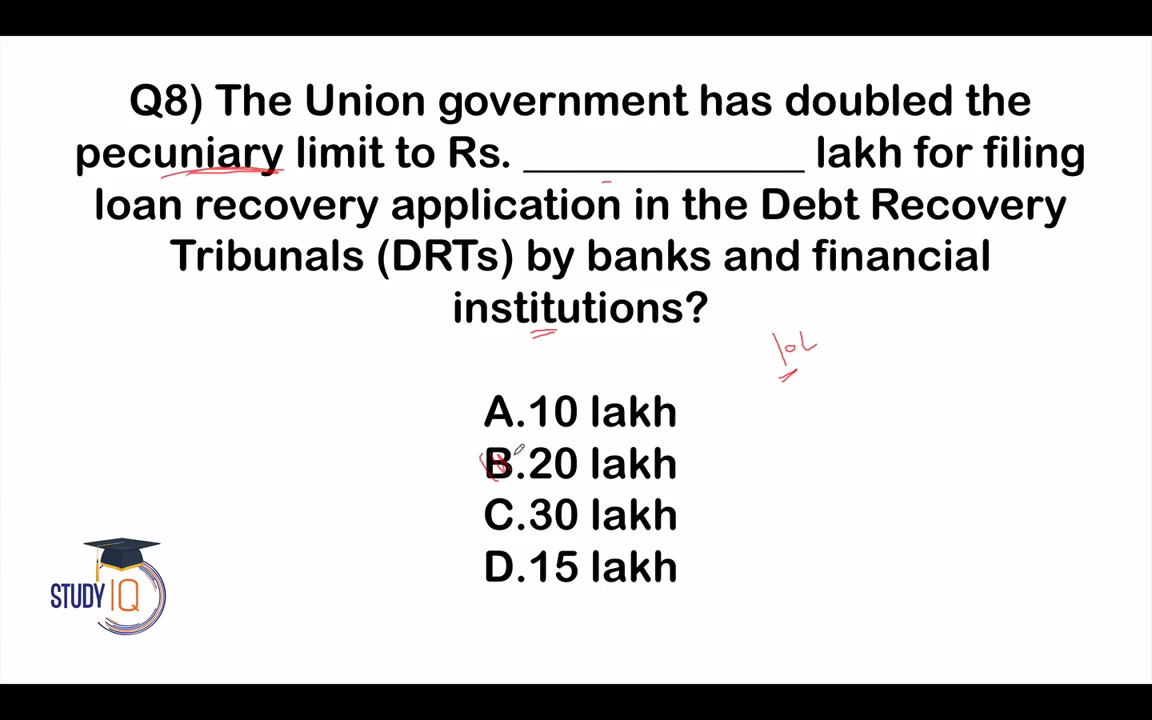 Q8) The Union government has doubled the
pecuniary limit to Rs. ____________ lakh for filing
loan recovery application in the Debt Recovery
Tribunals (DRTs) by banks and financial
institutions?
10L
A.10 lakh
B.20 lakh
C.30 lakh
D.15 lakh
STUDY IQ